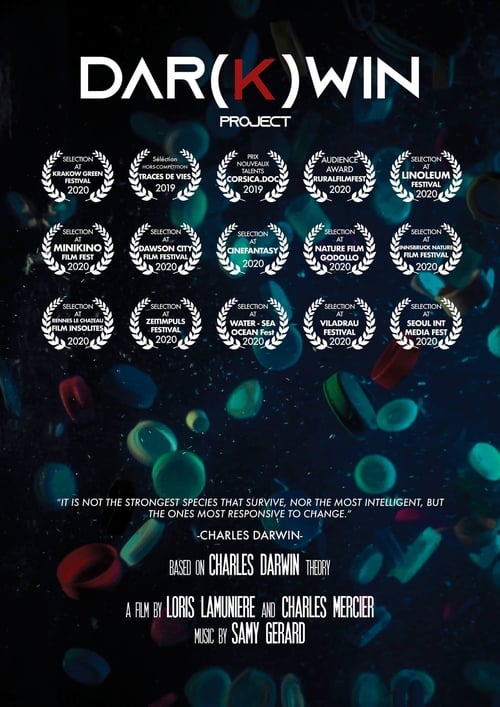 DAR(K)WIN
PROJECT
SELECTION
AT
KRAKOW GREEN
FESTIVAL
2020
Séléction
HORS-COMPÉTITION
TRACES DE VIES
2019
PRIX
NOUVEAUX
TALENTS
CORSICA.DOC
2019
AUDIENCE
AWARD
RURALFILMFEST
2020
SELECTION
AT
LINOLEUM
FESTIVAL
2020
SELECTION
AT
MINIKINO
FILM FEST
2020
SELECTION
AT
DAWSON CITY
FILM FESTIVAL
2020
SELECTION
AT
CINEFANTASY
2020
SELECTION
AT
NATURE FILM
GODOLLO
2020
SELECTION
AT
INNSBRUCK NATURE
FILM FESTIVAL
2020
SELECTION
AT
RENNES LE CHATEAU
FILM INSOLITES
2020
SELECTION
AT
ZEITIMPULS
FESTIVAL
2020
SELECTION
AT
WATER - SEA
OCEAN Fest
2020
SELECTION
AT
VILADRAU
FESTIVAL
2020
SELECTION
AT
SEOUL INT
MEDIA FEST
2020
"IT IS NOT THE STRONGEST SPECIES THAT SURVIVE, NOR THE MOST INTELLIGENT, BUT
THE ONES MOST RESPONSIVE TO CHANGE."
-CHARLES DARWIN-
BASED ON CHARLES DARWIN THEORY
A FILM BY LORIS LAMUNIERE AND CHARLES MERCIER
MUSIC BY SAMY GERARD